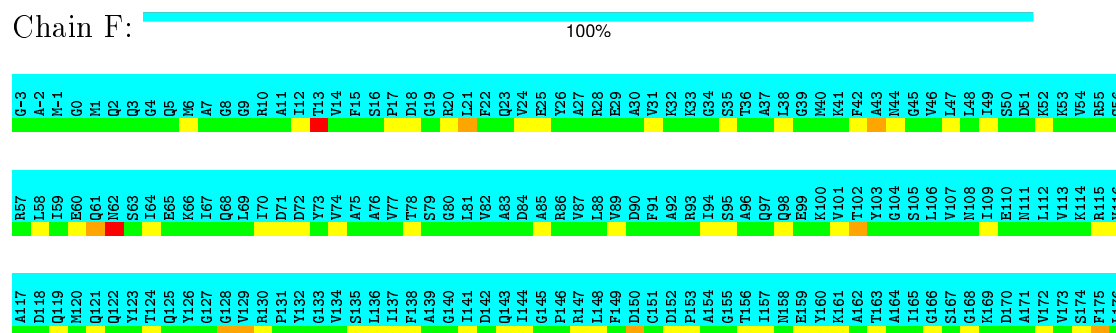 Chain F:
100%
G-3 A-2 M-1 G0 M1 Q2 Q3 G4 Q5 M6 A7 G8 G9 R10 A11 I12 T13 V14 F15 S16 P17 D18 G19 R20 L21 F22 Q23 V24 E25 Y26 A27 R28 E29 A30 V31 K32 K33 G34 S35 T36 A37 L38 G39 M40 K41 F42 A43 N44 G45 V46 L47 L48 I49 S50 D51 K52 K53 V54 R55
R57 L58 I59 E60 Q61 N62 S63 I64 E65 K66 I67 Q68 L69 I70 D71 D72 Y73 V74 A75 A76 V77 T78 S79 G80 L81 V82 A83 D84 A85 R86 V87 L88 V89 D90 F91 A92 R93 I94 S95 A96 Q97 Q98 E99 K100 V101 T102 Y103 G104 S105 L106 V107 N108 I109 E110 N111 L112 V113 K114 R115
A117 D118 Q119 M120 Q121 Q122 Y123 T124 Q125 Y126 G127 G128 V129 R130 P131 Y132 G133 V134 S135 L136 I137 F138 A139 G140 I141 D142 Q143 I144 G145 P146 R147 L148 F149 D150 C151 D152 P153 A154 G155 T156 I157 N158 E159 Y160 K161 A162 T163 A164 I165 G166 S167 G168 K169 D170 A171 V172 V173 S174 F175